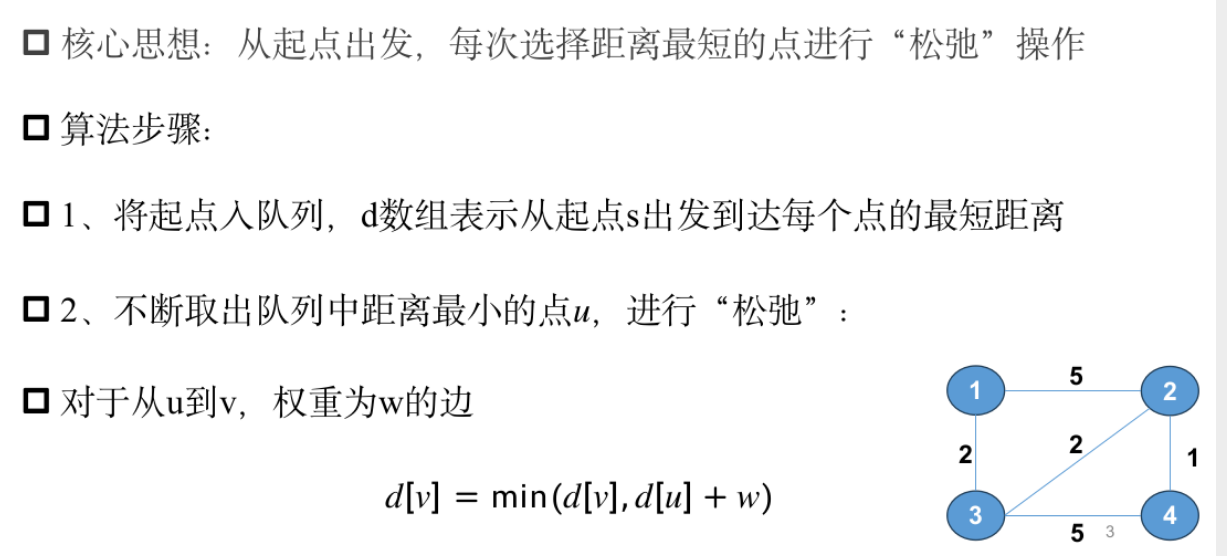 核心思想：从起点出发，每次选择距离最短的点进行“松弛”操作
算法步骤：
1、将起点入队列，d数组表示从起点s出发到达每个点的最短距离
2、不断取出队列中距离最小的点u，进行“松弛”：
对于从u到v，权重为w的边
d[v] = min(d[v], d[u] + w)
1 5 2
2 2 1
3 5 3 4